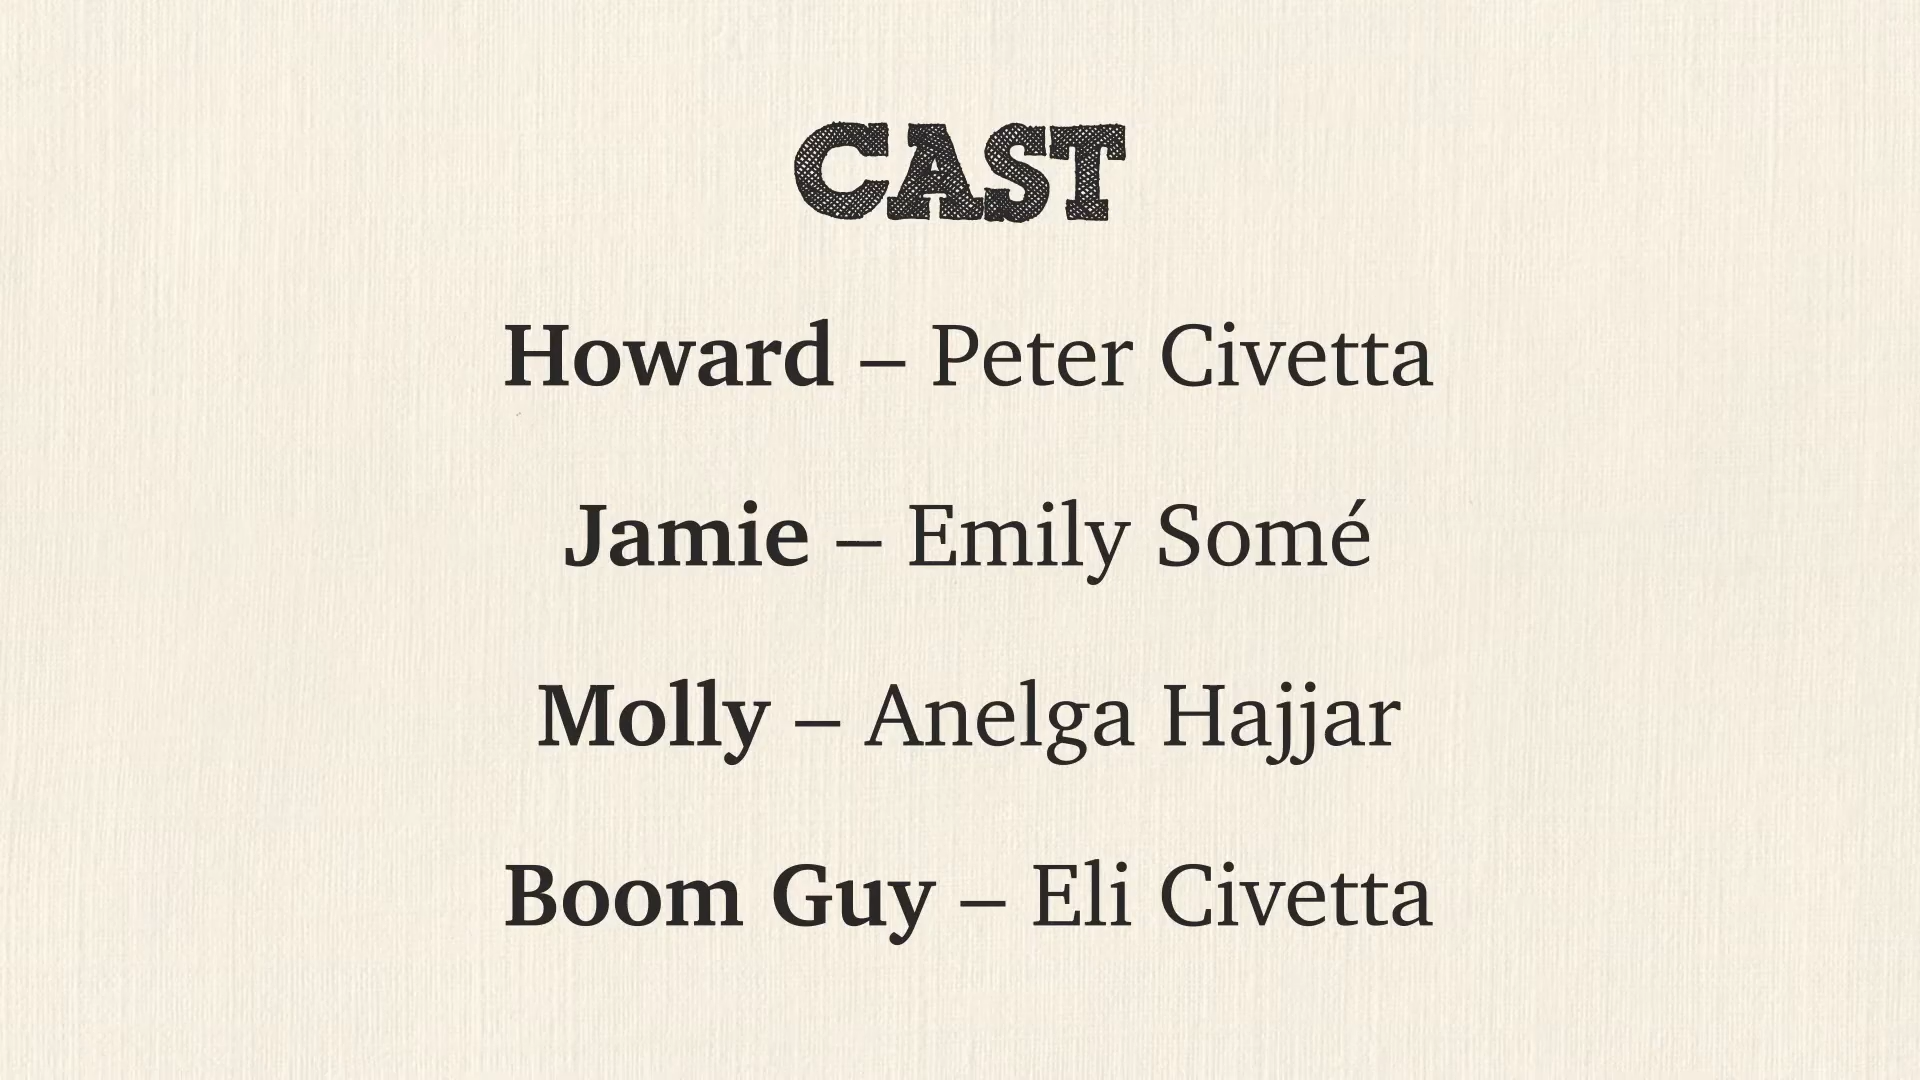 CAST
Howard – Peter Civetta
Jamie – Emily Somé
Molly – Anelga Hajjar
Boom Guy – Eli Civetta